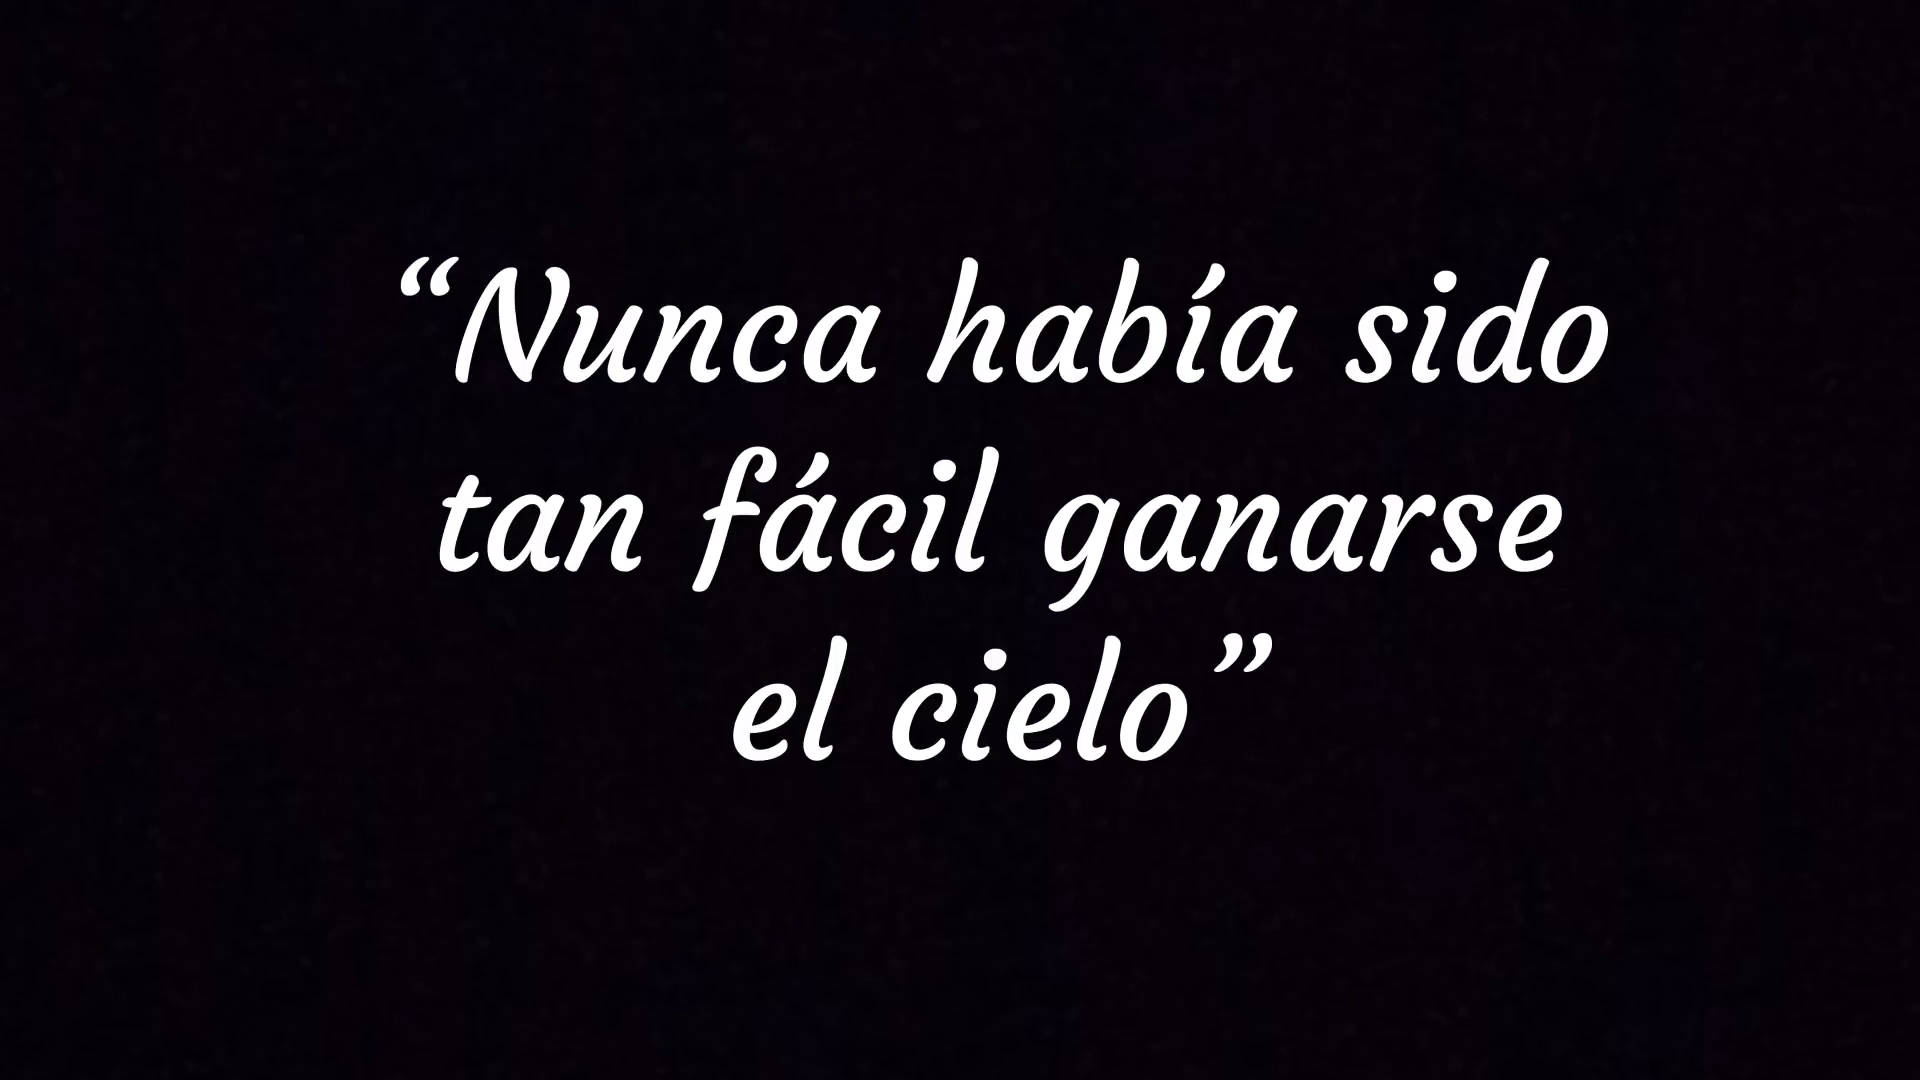 “Nunca había sido
tan fácil ganarse
el cielo”